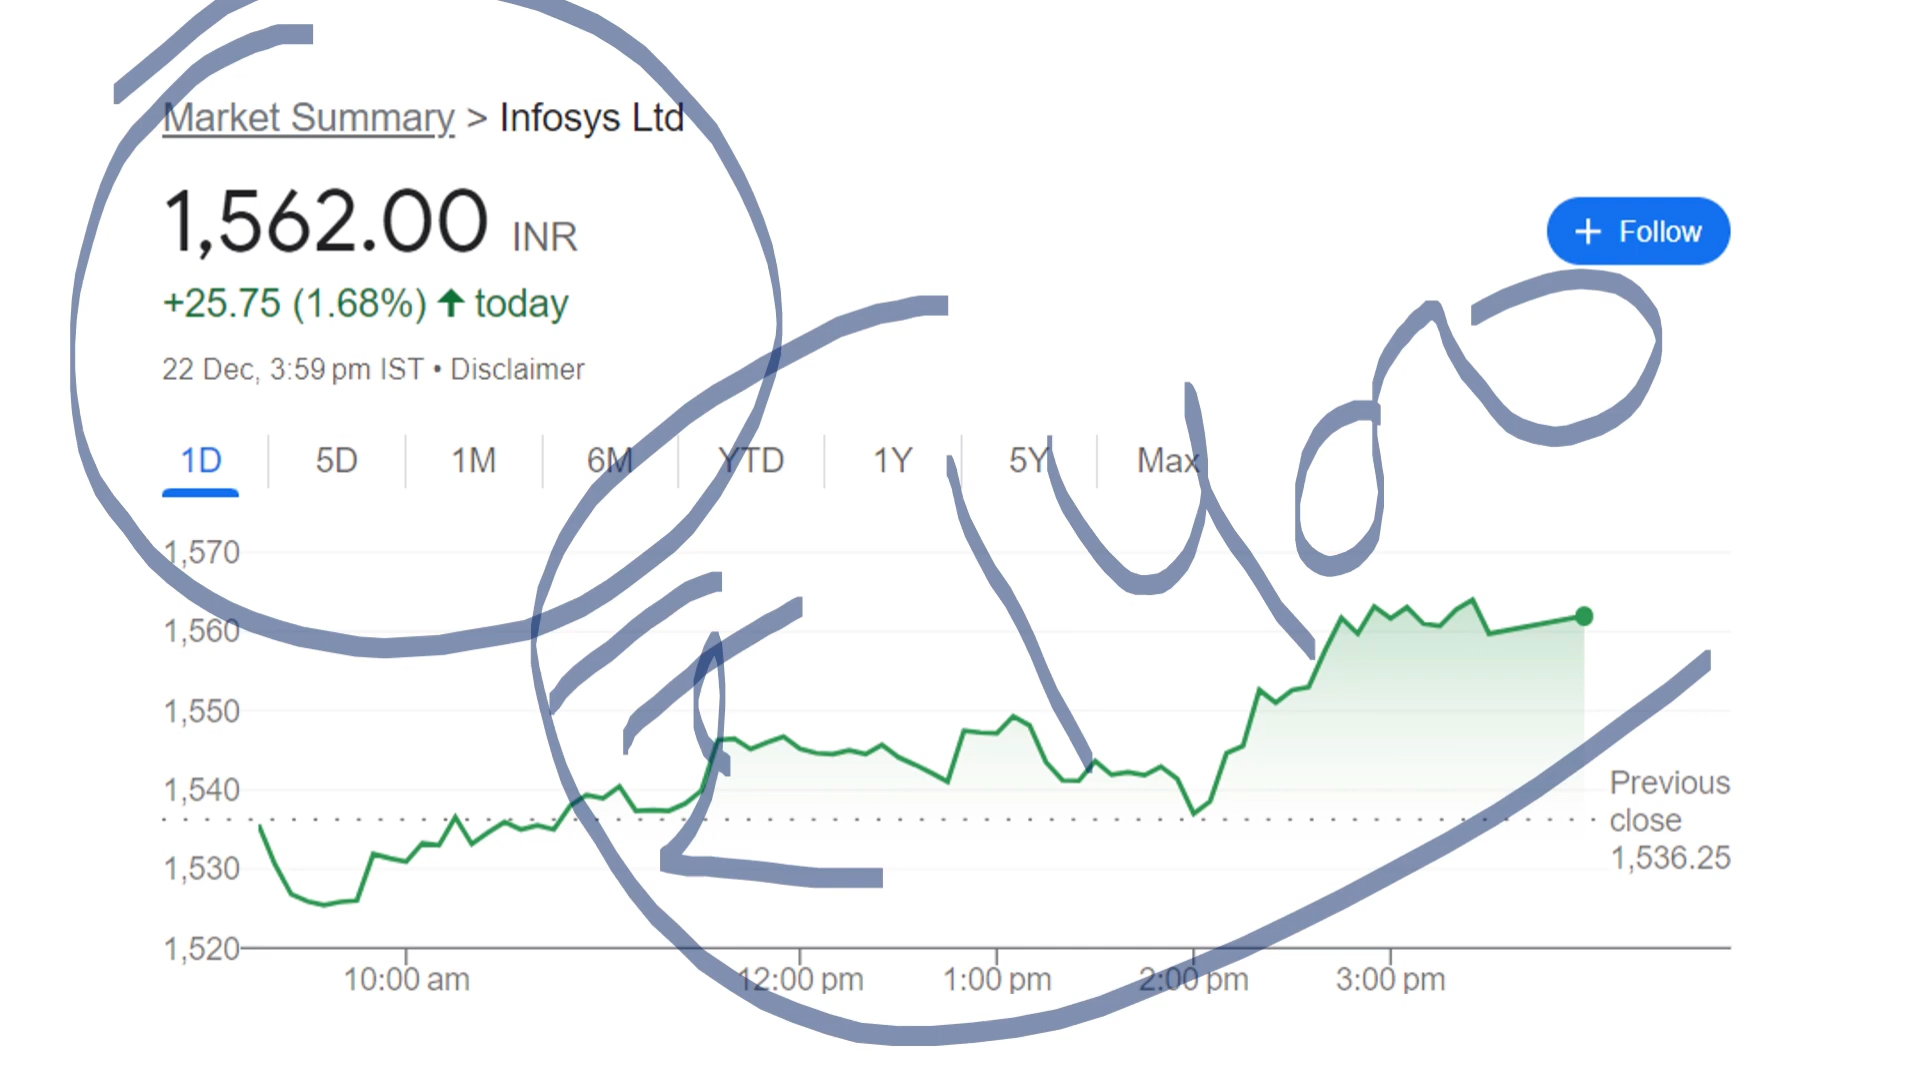 Market Summary > Infosys Ltd
1,562.00 INR
+ Follow
+25.75 (1.68%) ↑ today
22 Dec, 3:59 pm IST • Disclaimer
1D 5D 1M 6M YTD 1Y 5Y Max
1,570
1,560
1,550
1,540
1,530
1,520
Previous
close
1,536.25
10:00 am 12:00 pm 1:00 pm 2:00 pm 3:00 pm